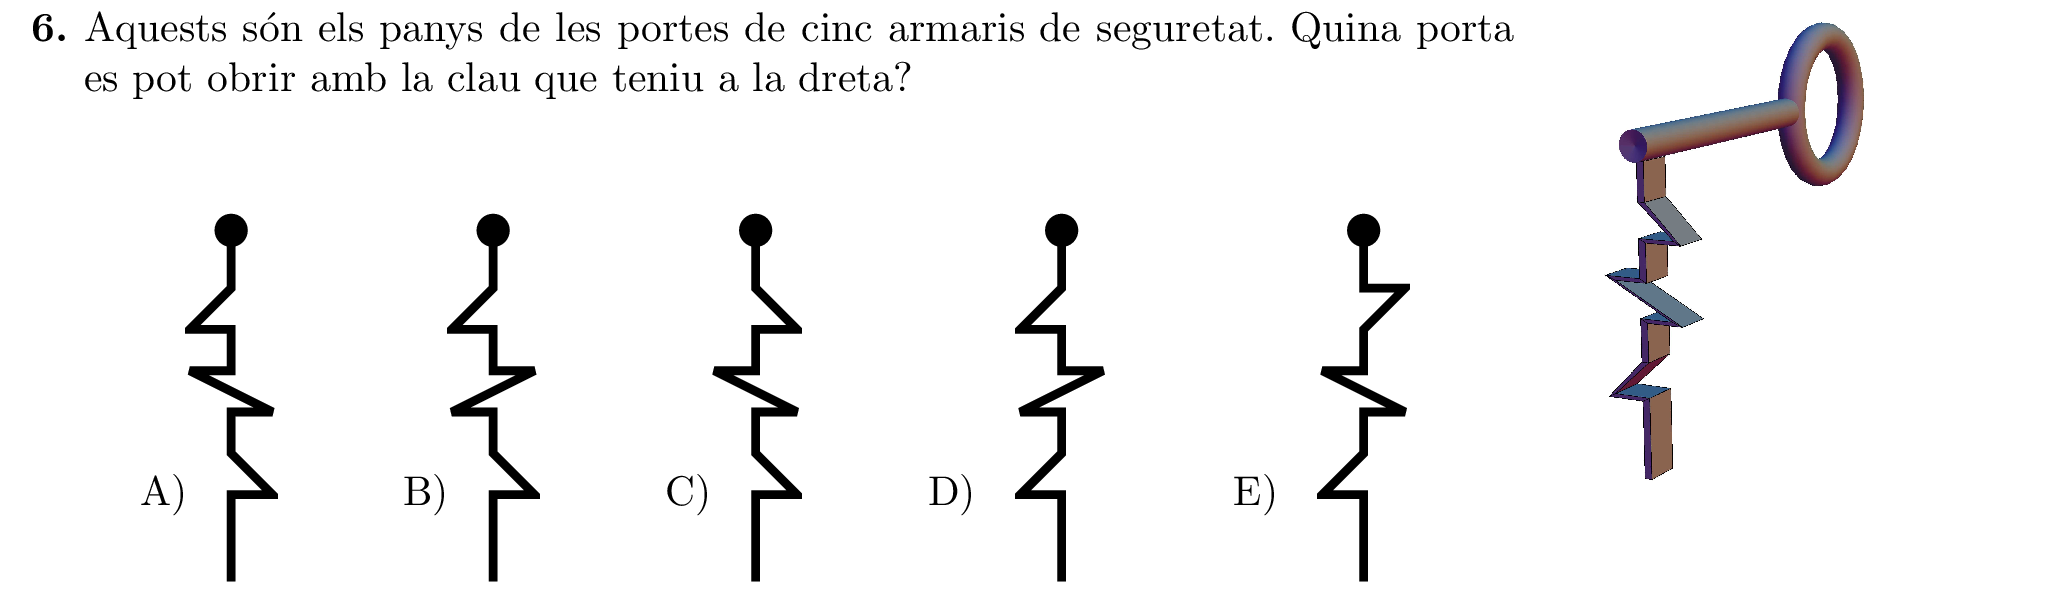 6. Aquests són els panys de les portes de cinc armaris de seguretat. Quina porta
es pot obrir amb la clau que teniu a la dreta?
A) B) C) D) E)